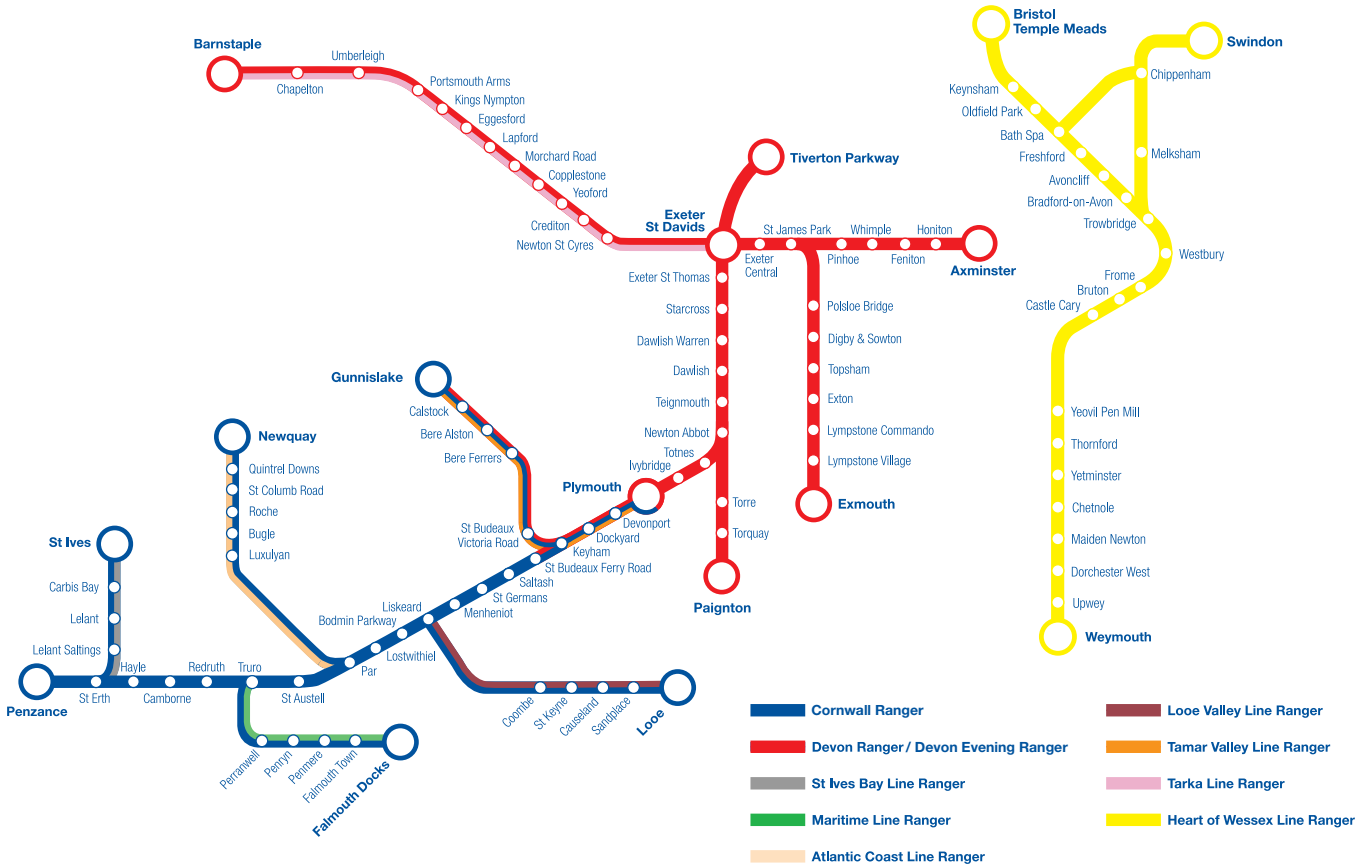 Bristol
Temple Meads
Swindon
Barnstaple
Umberleigh
Chapelton
Portsmouth Arms
Kings Nympton
Eggesford
Lapford
Morchard Road
Copplestone
Yeoford
Crediton
Newton St Cyres
Tiverton Parkway
Exeter
St Davids
Exeter
Central
St James Park
Pinhoe
Whimple
Feniton
Honiton
Axminster
Exeter St Thomas
Starcross
Dawlish Warren
Dawlish
Teignmouth
Newton Abbot
Totnes
Ivybridge
Plymouth
Torre
Torquay
Paignton
Polsloe Bridge
Digby & Sowton
Topsham
Exton
Lympstone Commando
Lympstone Village
Exmouth
Keynsham
Oldfield Park
Bath Spa
Freshford
Avoncliff
Bradford-on-Avon
Trowbridge
Chippenham
Melksham
Westbury
Frome
Bruton
Castle Cary
Yeovil Pen Mill
Thornford
Yetminster
Chetnole
Maiden Newton
Dorchester West
Upwey
Weymouth
Gunnislake
Calstock
Bere Alston
Bere Ferrers
St Budeaux
Victoria Road
Devonport
Dockyard
Keyham
St Budeaux Ferry Road
Saltash
St Germans
Menheniot
Liskeard
Bodmin Parkway
Lostwithiel
Par
Newquay
Quintrel Downs
St Columb Road
Roche
Bugle
Luxulyan
St Ives
Carbis Bay
Lelant
Lelant Saltings
Penzance
St Erth
Hayle
Camborne
Redruth
Truro
St Austell
Perranwell
Penryn
Penmere
Falmouth Town
Falmouth Docks
Coombe
St Keyne
Causeland
Sandplace
Looe
Cornwall Ranger
Devon Ranger / Devon Evening Ranger
St Ives Bay Line Ranger
Maritime Line Ranger
Atlantic Coast Line Ranger
Looe Valley Line Ranger
Tamar Valley Line Ranger
Tarka Line Ranger
Heart of Wessex Line Ranger